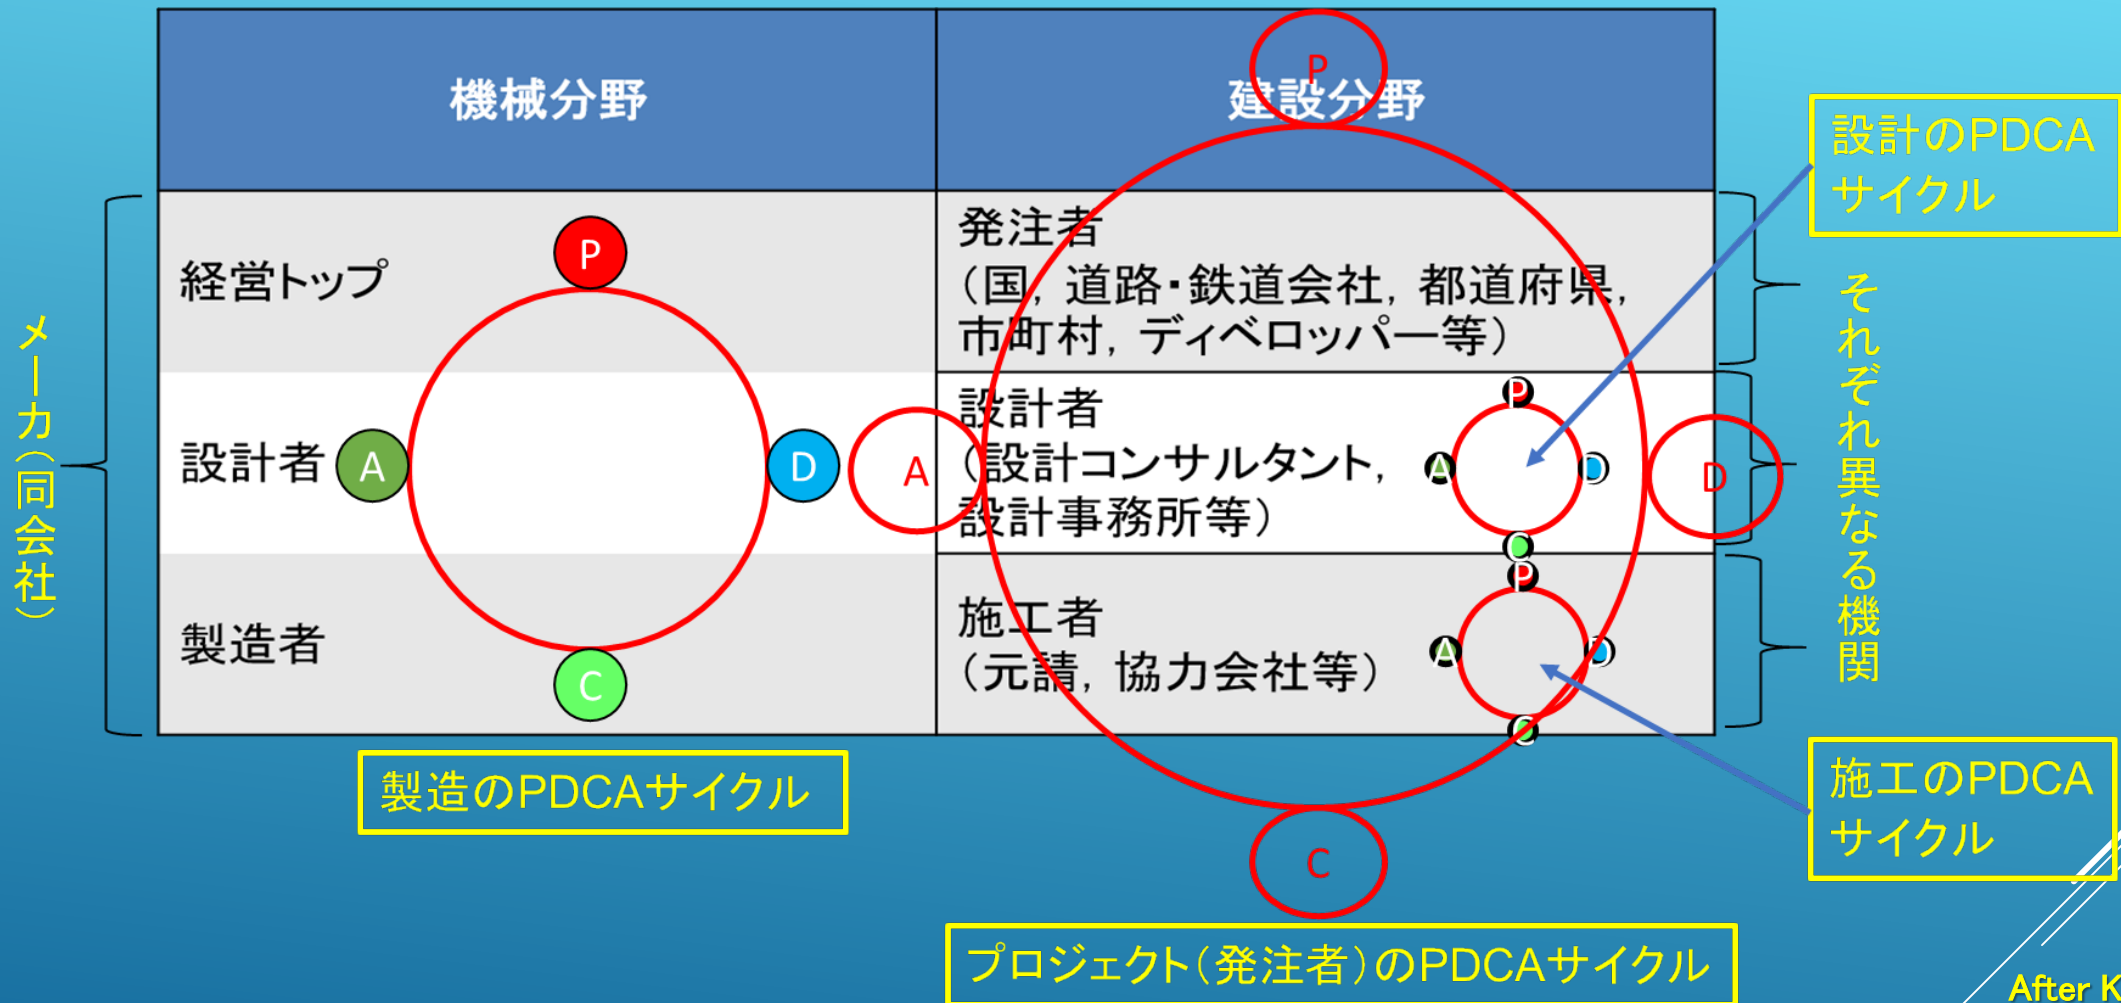 機械分野
建設分野
経営トップ
発注者
（国，道路・鉄道会社，都道府県，
市町村，ディベロッパー等）
設計者
設計者
（設計コンサルタント，
設計事務所等）
製造者
施工者
（元請，協力会社等）
P
D
C
A
P
D
C
A
P
D
C
A
P
D
C
A
メーカ（同会社）
それぞれ異なる機関
設計のPDCA
サイクル
施工のPDCA
サイクル
製造のPDCAサイクル
プロジェクト（発注者）のPDCAサイクル
After K